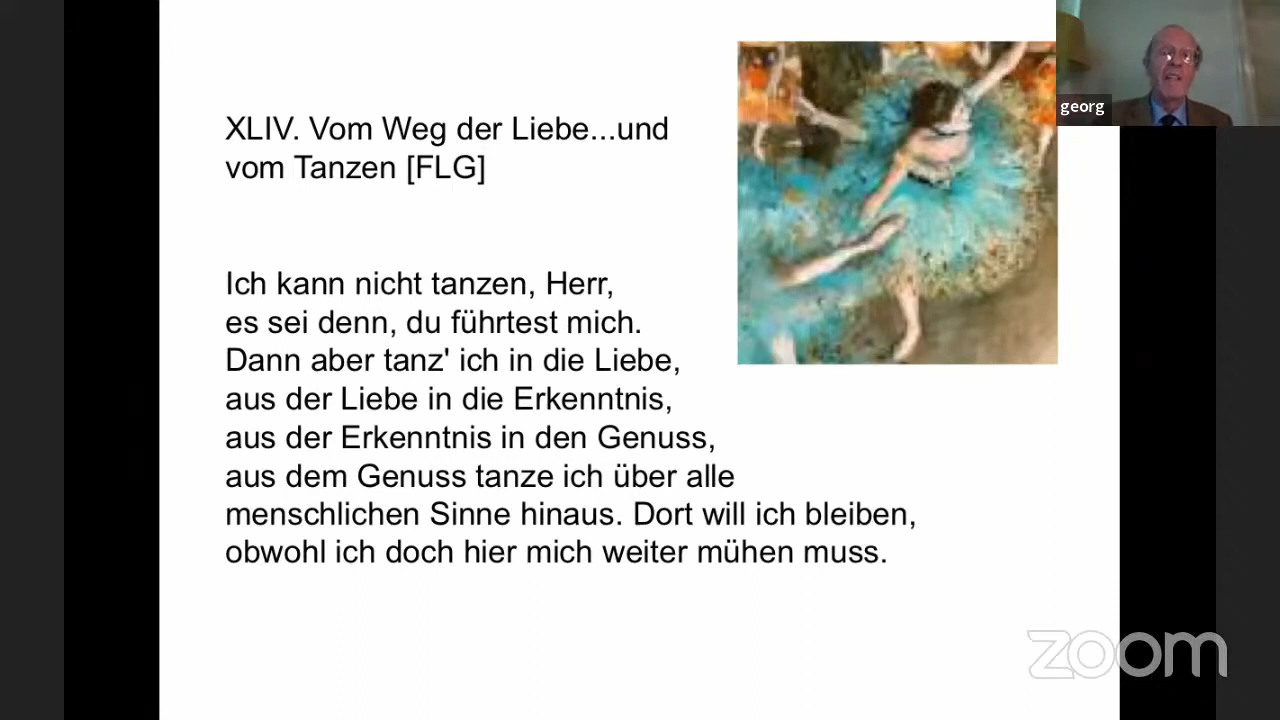 XLIV. Vom Weg der Liebe...und
vom Tanzen [FLG]
Ich kann nicht tanzen, Herr,
es sei denn, du führtest mich.
Dann aber tanz' ich in die Liebe,
aus der Liebe in die Erkenntnis,
aus der Erkenntnis in den Genuss,
aus dem Genuss tanze ich über alle
menschlichen Sinne hinaus. Dort will ich bleiben,
obwohl ich doch hier mich weiter mühen muss.
georg
zoom